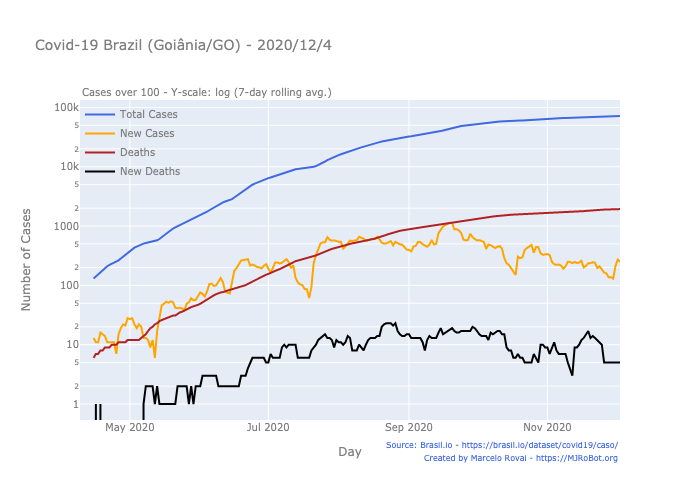 Covid-19 Brazil (Goiânia/GO) - 2020/12/4
Cases over 100 - Y-scale: log (7-day rolling avg.)
Total Cases
New Cases
Deaths
New Deaths
100k
5
2
10k
5
2
1000
5
2
100
5
2
10
5
2
1
Number of Cases
May 2020
Jul 2020
Sep 2020
Nov 2020
Day
Source: Brasil.io - https://brasil.io/dataset/covid19/caso/
Created by Marcelo Rovai - https://MJRoBot.org